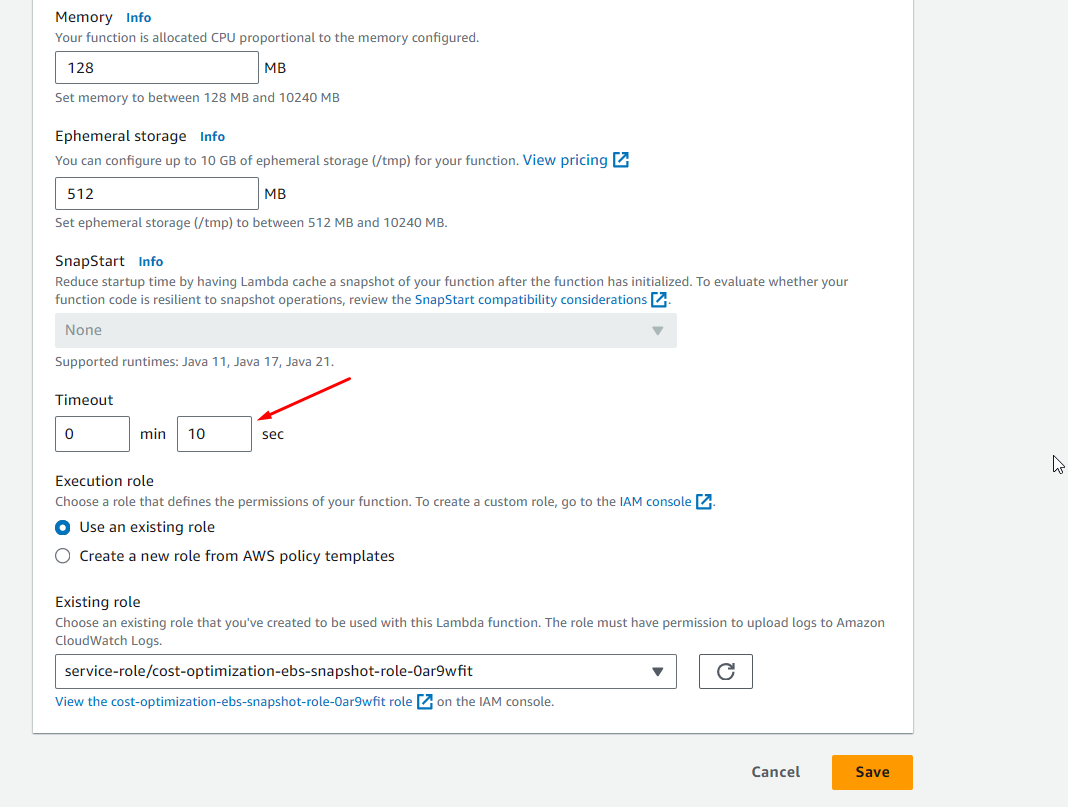 Memory Info
Your function is allocated CPU proportional to the memory configured.
128 MB
Set memory to between 128 MB and 10240 MB
Ephemeral storage Info
You can configure up to 10 GB of ephemeral storage (/tmp) for your function. View pricing
512 MB
Set ephemeral storage (/tmp) to between 512 MB and 10240 MB.
SnapStart Info
Reduce startup time by having Lambda cache a snapshot of your function after the function has initialized. To evaluate whether your
function code is resilient to snapshot operations, review the SnapStart compatibility considerations.
None
Supported runtimes: Java 11, Java 17, Java 21.
Timeout
0 min 10 sec
Execution role
Choose a role that defines the permissions of your function. To create a custom role, go to the IAM console.
Use an existing role
Create a new role from AWS policy templates
Existing role
Choose an existing role that you've created to be used with this Lambda function. The role must have permission to upload logs to Amazon
CloudWatch Logs.
service-role/cost-optimization-ebs-snapshot-role-0ar9wfit
View the cost-optimization-ebs-snapshot-role-0ar9wfit role on the IAM console.
Cancel Save